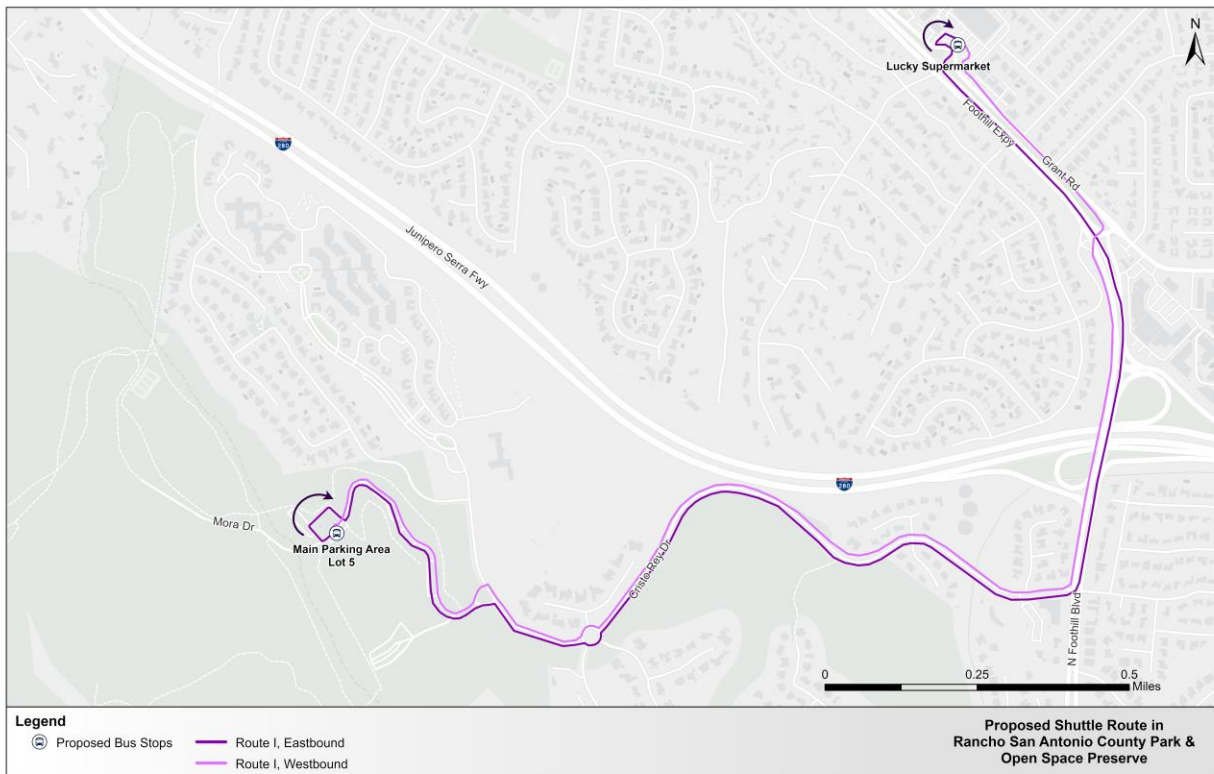 N
Lucky Supermarket
Foothill Expy
Grant Rd
280
Junipero Serra Fwy
280
Mora Dr
Main Parking Area
Lot 5
Cristo Rey Dr
N Foothill Blvd
0 0.25 0.5
Miles
Legend
Proposed Bus Stops
Route I, Eastbound
Route I, Westbound
Proposed Shuttle Route in
Rancho San Antonio County Park &
Open Space Preserve